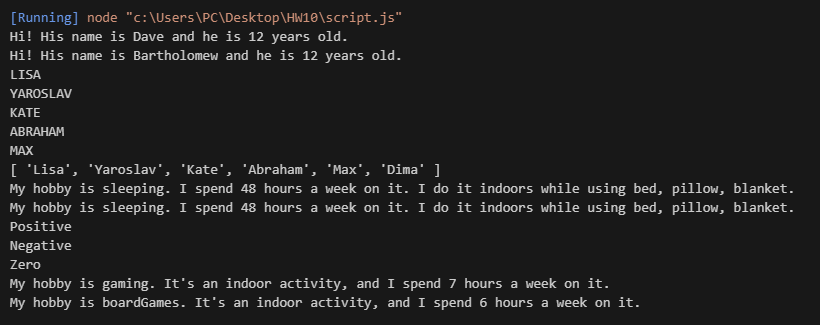 [Running] node "c:\Users\PC\Desktop\HW10\script.js"
Hi! His name is Dave and he is 12 years old.
Hi! His name is Bartholomew and he is 12 years old.
LISA
YAROSLAV
KATE
ABRAHAM
MAX
[ 'Lisa', 'Yaroslav', 'Kate', 'Abraham', 'Max', 'Dima' ]
My hobby is sleeping. I spend 48 hours a week on it. I do it indoors while using bed, pillow, blanket.
My hobby is sleeping. I spend 48 hours a week on it. I do it indoors while using bed, pillow, blanket.
Positive
Negative
Zero
My hobby is gaming. It's an indoor activity, and I spend 7 hours a week on it.
My hobby is boardGames. It's an indoor activity, and I spend 6 hours a week on it.